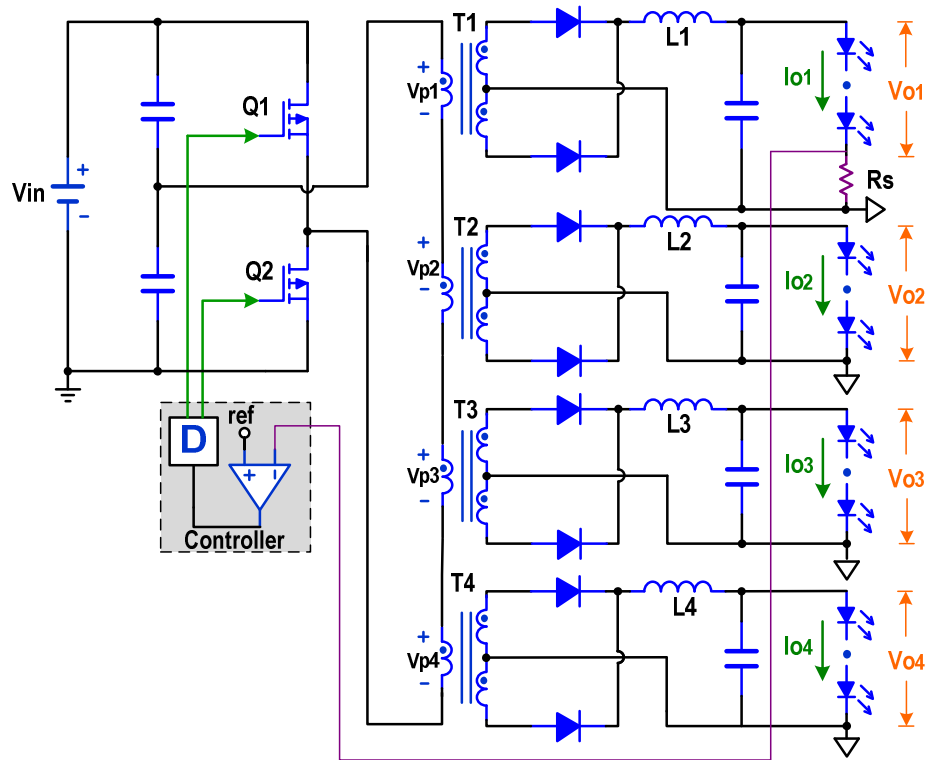 Vin
+
−
Q1
Q2
D
ref
+
−
Controller
T1
+
Vp1
−
L1
Io1
Vo1
Rs
T2
+
Vp2
−
L2
Io2
Vo2
T3
+
Vp3
−
L3
Io3
Vo3
T4
+
Vp4
−
L4
Io4
Vo4